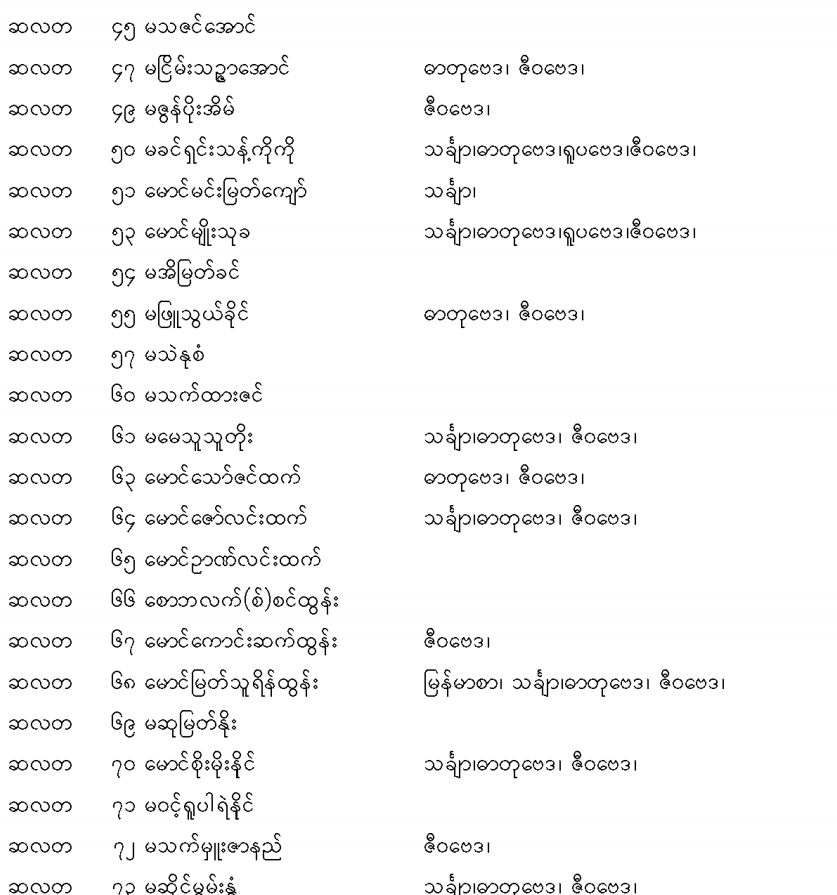 ဆလတ ၄၅ မသဇင်အောင်
ဆလတ ၄၇ မငြိမ်းသဥ္ဇာအောင် ဓာတုဗေဒ၊ ဇီဝဗေဒ၊
ဆလတ ၄၉ မဇွန်ပိုးအိမ် ဇီဝဗေဒ၊
ဆလတ ၅၀ မခင်ရှင်းသန့်ကိုကို သင်္ချာ၊ဓာတုဗေဒ၊ရူပဗေဒ၊ဇီဝဗေဒ၊
ဆလတ ၅၁ မောင်မင်းမြတ်ကျော် သင်္ချာ၊
ဆလတ ၅၃ မောင်မျိုးသုခ သင်္ချာ၊ဓာတုဗေဒ၊ရူပဗေဒ၊ဇီဝဗေဒ၊
ဆလတ ၅၄ မအိမြတ်ခင်
ဆလတ ၅၅ မဖြူသွယ်ခိုင် ဓာတုဗေဒ၊ ဇီဝဗေဒ၊
ဆလတ ၅၇ မသဲနုစံ
ဆလတ ၆၀ မသက်ထားဇင်
ဆလတ ၆၁ မမေသူသူတိုး သင်္ချာ၊ဓာတုဗေဒ၊ ဇီဝဗေဒ၊
ဆလတ ၆၃ မောင်သော်ဇင်ထက် ဓာတုဗေဒ၊ ဇီဝဗေဒ၊
ဆလတ ၆၄ မောင်ဇော်လင်းထက် သင်္ချာ၊ဓာတုဗေဒ၊ ဇီဝဗေဒ၊
ဆလတ ၆၅ မောင်ဉာဏ်လင်းထက်
ဆလတ ၆၆ စောဘလက်(စ်)စင်ထွန်း
ဆလတ ၆၇ မောင်ကောင်းဆက်ထွန်း ဇီဝဗေဒ၊
ဆလတ ၆၈ မောင်မြတ်သူရိန်ထွန်း မြန်မာစာ၊ သင်္ချာ၊ဓာတုဗေဒ၊ ဇီဝဗေဒ၊
ဆလတ ၆၉ မဆုမြတ်နိုး
ဆလတ ၇၀ မောင်စိုးမိုးနိုင် သင်္ချာ၊ဓာတုဗေဒ၊ ဇီဝဗေဒ၊
ဆလတ ၇၁ မဝင့်ရူပါရဲနိုင်
ဆလတ ၇၂ မသက်မှူးဇာနည် ဇီဝဗေဒ၊
ဆလတ ၇၃ မဆိုင်မွမ်းနွံ သင်္ချာ၊ဓာတုဗေဒ၊ ဇီဝဗေဒ၊